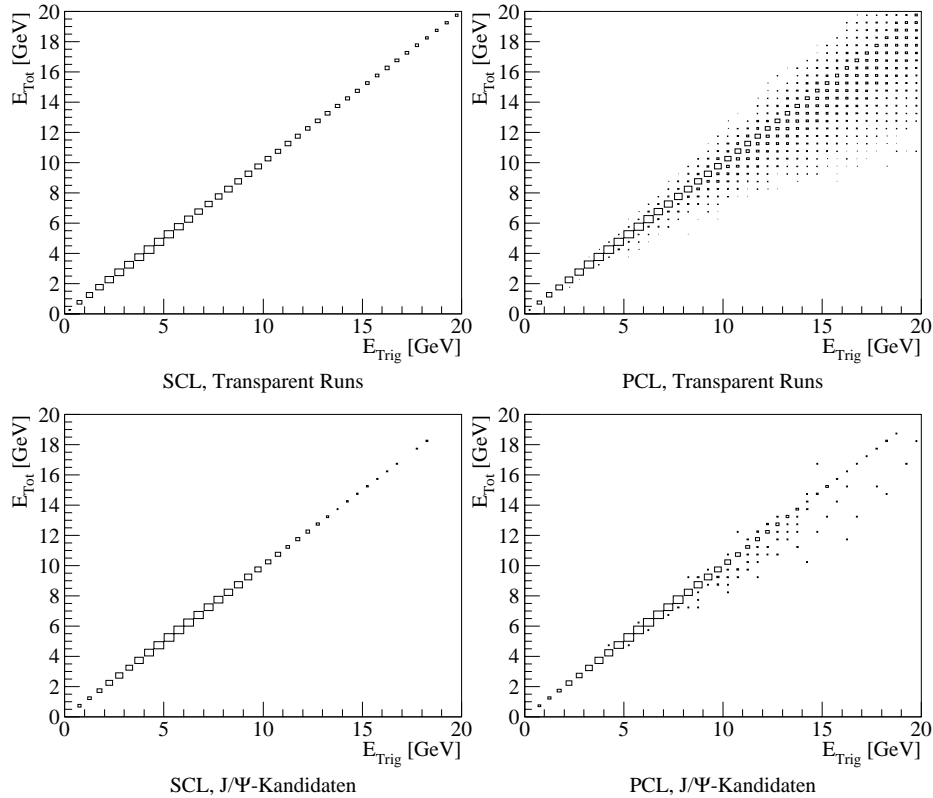 E_Tot [GeV]
20
18
16
14
12
10
8
6
4
2
0
0 5 10 15 20
E_Trig [GeV]
SCL, Transparent Runs
E_Tot [GeV]
20
18
16
14
12
10
8
6
4
2
0
0 5 10 15 20
E_Trig [GeV]
PCL, Transparent Runs
E_Tot [GeV]
20
18
16
14
12
10
8
6
4
2
0
0 5 10 15 20
E_Trig [GeV]
SCL, J/Ψ-Kandidaten
E_Tot [GeV]
20
18
16
14
12
10
8
6
4
2
0
0 5 10 15 20
E_Trig [GeV]
PCL, J/Ψ-Kandidaten